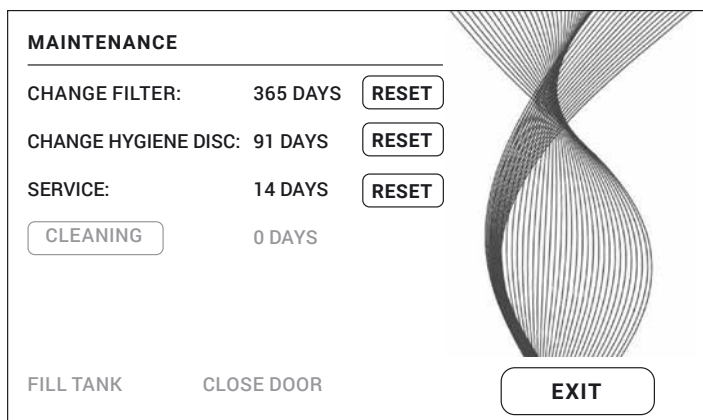 MAINTENANCE
CHANGE FILTER: 365 DAYS RESET
CHANGE HYGIENE DISC: 91 DAYS RESET
SERVICE: 14 DAYS RESET
CLEANING 0 DAYS
FILL TANK CLOSE DOOR EXIT